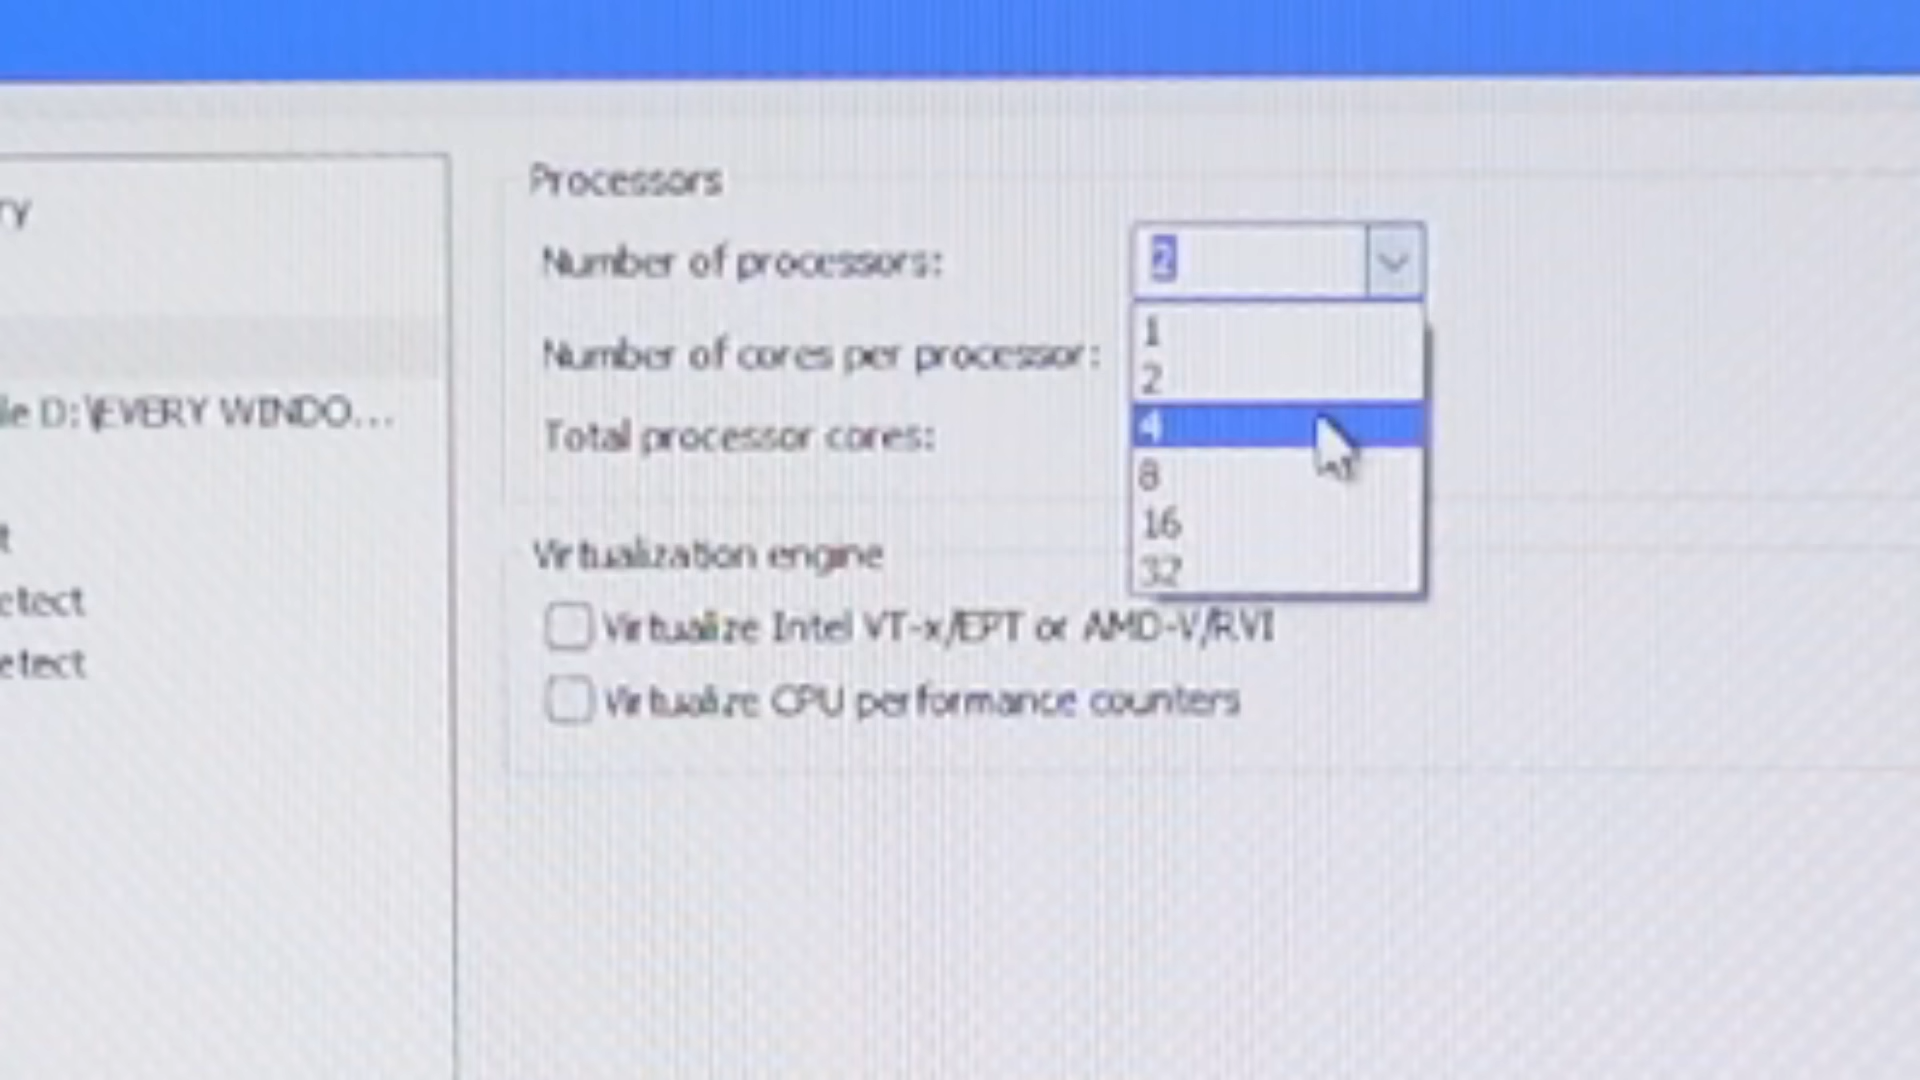 ry
le D:\EVERY WINDO...
t
etect
etect
Processors
Number of processors:
2
Number of cores per processor:
Total processor cores:
1
2
4
8
16
32
Virtualization engine
Virtualize Intel VT-x/EPT or AMD-V/RVI
Virtualize CPU performance counters